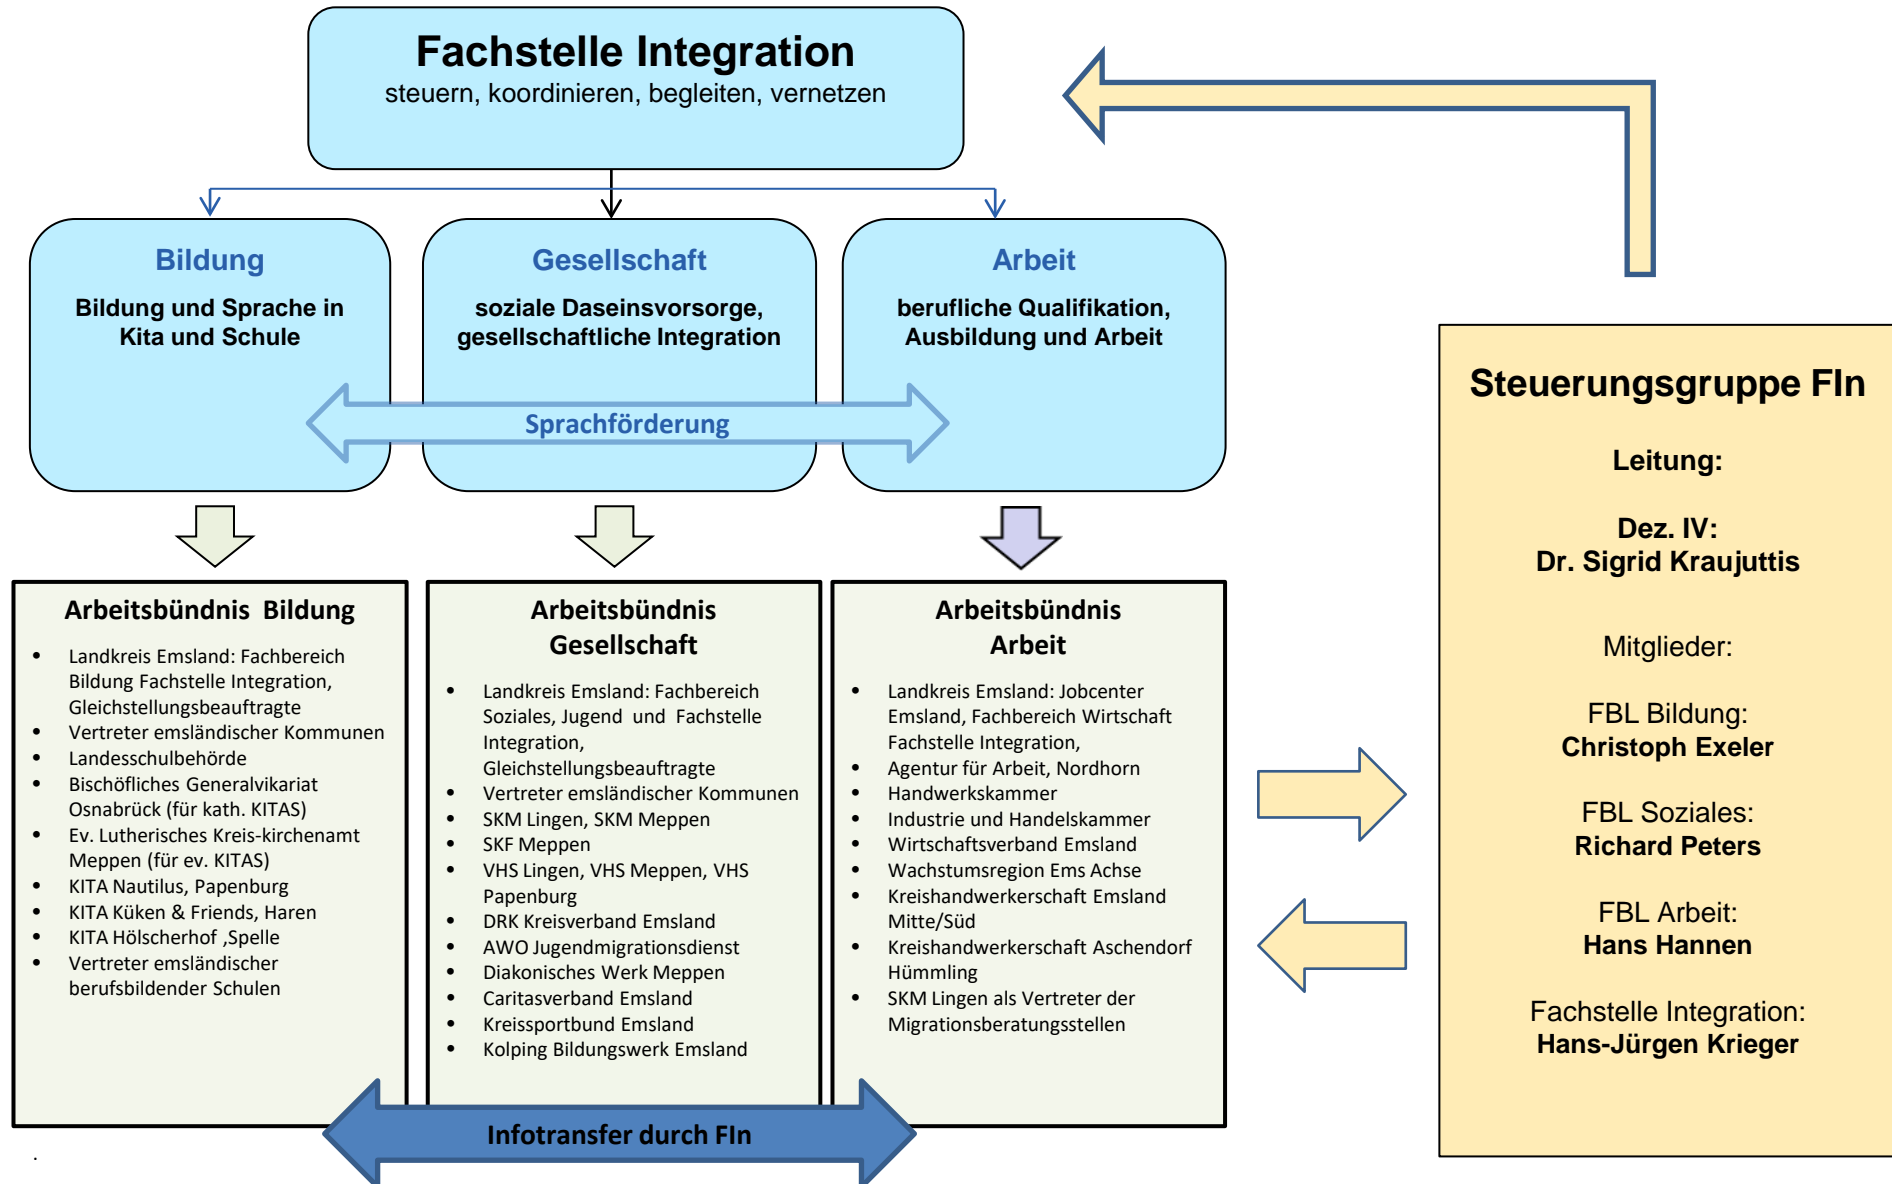 Fachstelle Integration
steuern, koordinieren, begleiten, vernetzen
Bildung
Bildung und Sprache in
Kita und Schule
Gesellschaft
soziale Daseinsvorsorge,
gesellschaftliche Integration
Arbeit
berufliche Qualifikation,
Ausbildung und Arbeit
Sprachförderung
Arbeitsbündnis Bildung
• Landkreis Emsland: Fachbereich
Bildung Fachstelle Integration,
Gleichstellungsbeauftragte
• Vertreter emsländischer Kommunen
• Landesschulbehörde
• Bischöfliches Generalvikariat
Osnabrück (für kath. KITAS)
• Ev. Lutherisches Kreis-kirchenamt
Meppen (für ev. KITAS)
• KITA Nautilus, Papenburg
• KITA Küken & Friends, Haren
• KITA Hölscherhof ,Spelle
• Vertreter emsländischer
berufsbildender Schulen
Arbeitsbündnis
Gesellschaft
• Landkreis Emsland: Fachbereich
Soziales, Jugend und Fachstelle
Integration,
Gleichstellungsbeauftragte
• Vertreter emsländischer Kommunen
• SKM Lingen, SKM Meppen
• SKF Meppen
• VHS Lingen, VHS Meppen, VHS
Papenburg
• DRK Kreisverband Emsland
• AWO Jugendmigrationsdienst
• Diakonisches Werk Meppen
• Caritasverband Emsland
• Kreissportbund Emsland
• Kolping Bildungswerk Emsland
Arbeitsbündnis
Arbeit
• Landkreis Emsland: Jobcenter
Emsland, Fachbereich Wirtschaft
Fachstelle Integration,
• Agentur für Arbeit, Nordhorn
• Handwerkskammer
• Industrie und Handelskammer
• Wirtschaftsverband Emsland
• Wachstumsregion Ems Achse
• Kreishandwerkerschaft Emsland
Mitte/Süd
• Kreishandwerkerschaft Aschendorf
Hümmling
• SKM Lingen als Vertreter der
Migrationsberatungsstellen
Infotransfer durch FIn
.
Steuerungsgruppe FIn
Leitung:
Dez. IV:
Dr. Sigrid Kraujuttis
Mitglieder:
FBL Bildung:
Christoph Exeler
FBL Soziales:
Richard Peters
FBL Arbeit:
Hans Hannen
Fachstelle Integration:
Hans-Jürgen Krieger